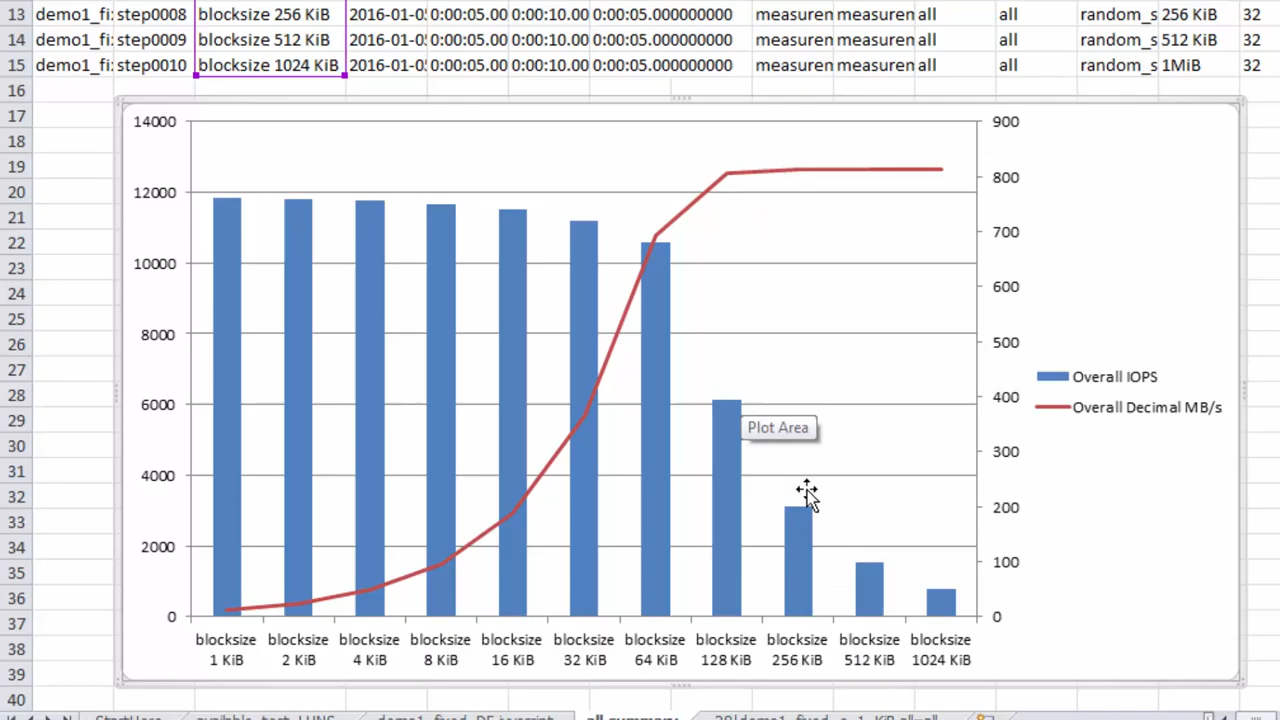 13 demo1_fi: step0008 blocksize 256 KiB 2016-01-0 0:00:05.00 0:00:10.00 0:00:05.000000000 measuren measuren all all random_s 256 KiB 32
14 demo1_fi: step0009 blocksize 512 KiB 2016-01-0 0:00:05.00 0:00:10.00 0:00:05.000000000 measuren measuren all all random_s 512 KiB 32
15 demo1_fi: step0010 blocksize 1024 KiB 2016-01-0 0:00:05.00 0:00:10.00 0:00:05.000000000 measuren measuren all all random_s 1MiB 32
16
17
18
19
20
21
22
23
24
25
26
27
28
29
30
31
32
33
34
35
36
37
38
39
40
14000
12000
10000
8000
6000
4000
2000
0
900
800
700
600
500
400
300
200
100
0
Overall IOPS
Overall Decimal MB/s
Plot Area
blocksize 1 KiB
blocksize 2 KiB
blocksize 4 KiB
blocksize 8 KiB
blocksize 16 KiB
blocksize 32 KiB
blocksize 64 KiB
blocksize 128 KiB
blocksize 256 KiB
blocksize 512 KiB
blocksize 1024 KiB
StartHere
all summary